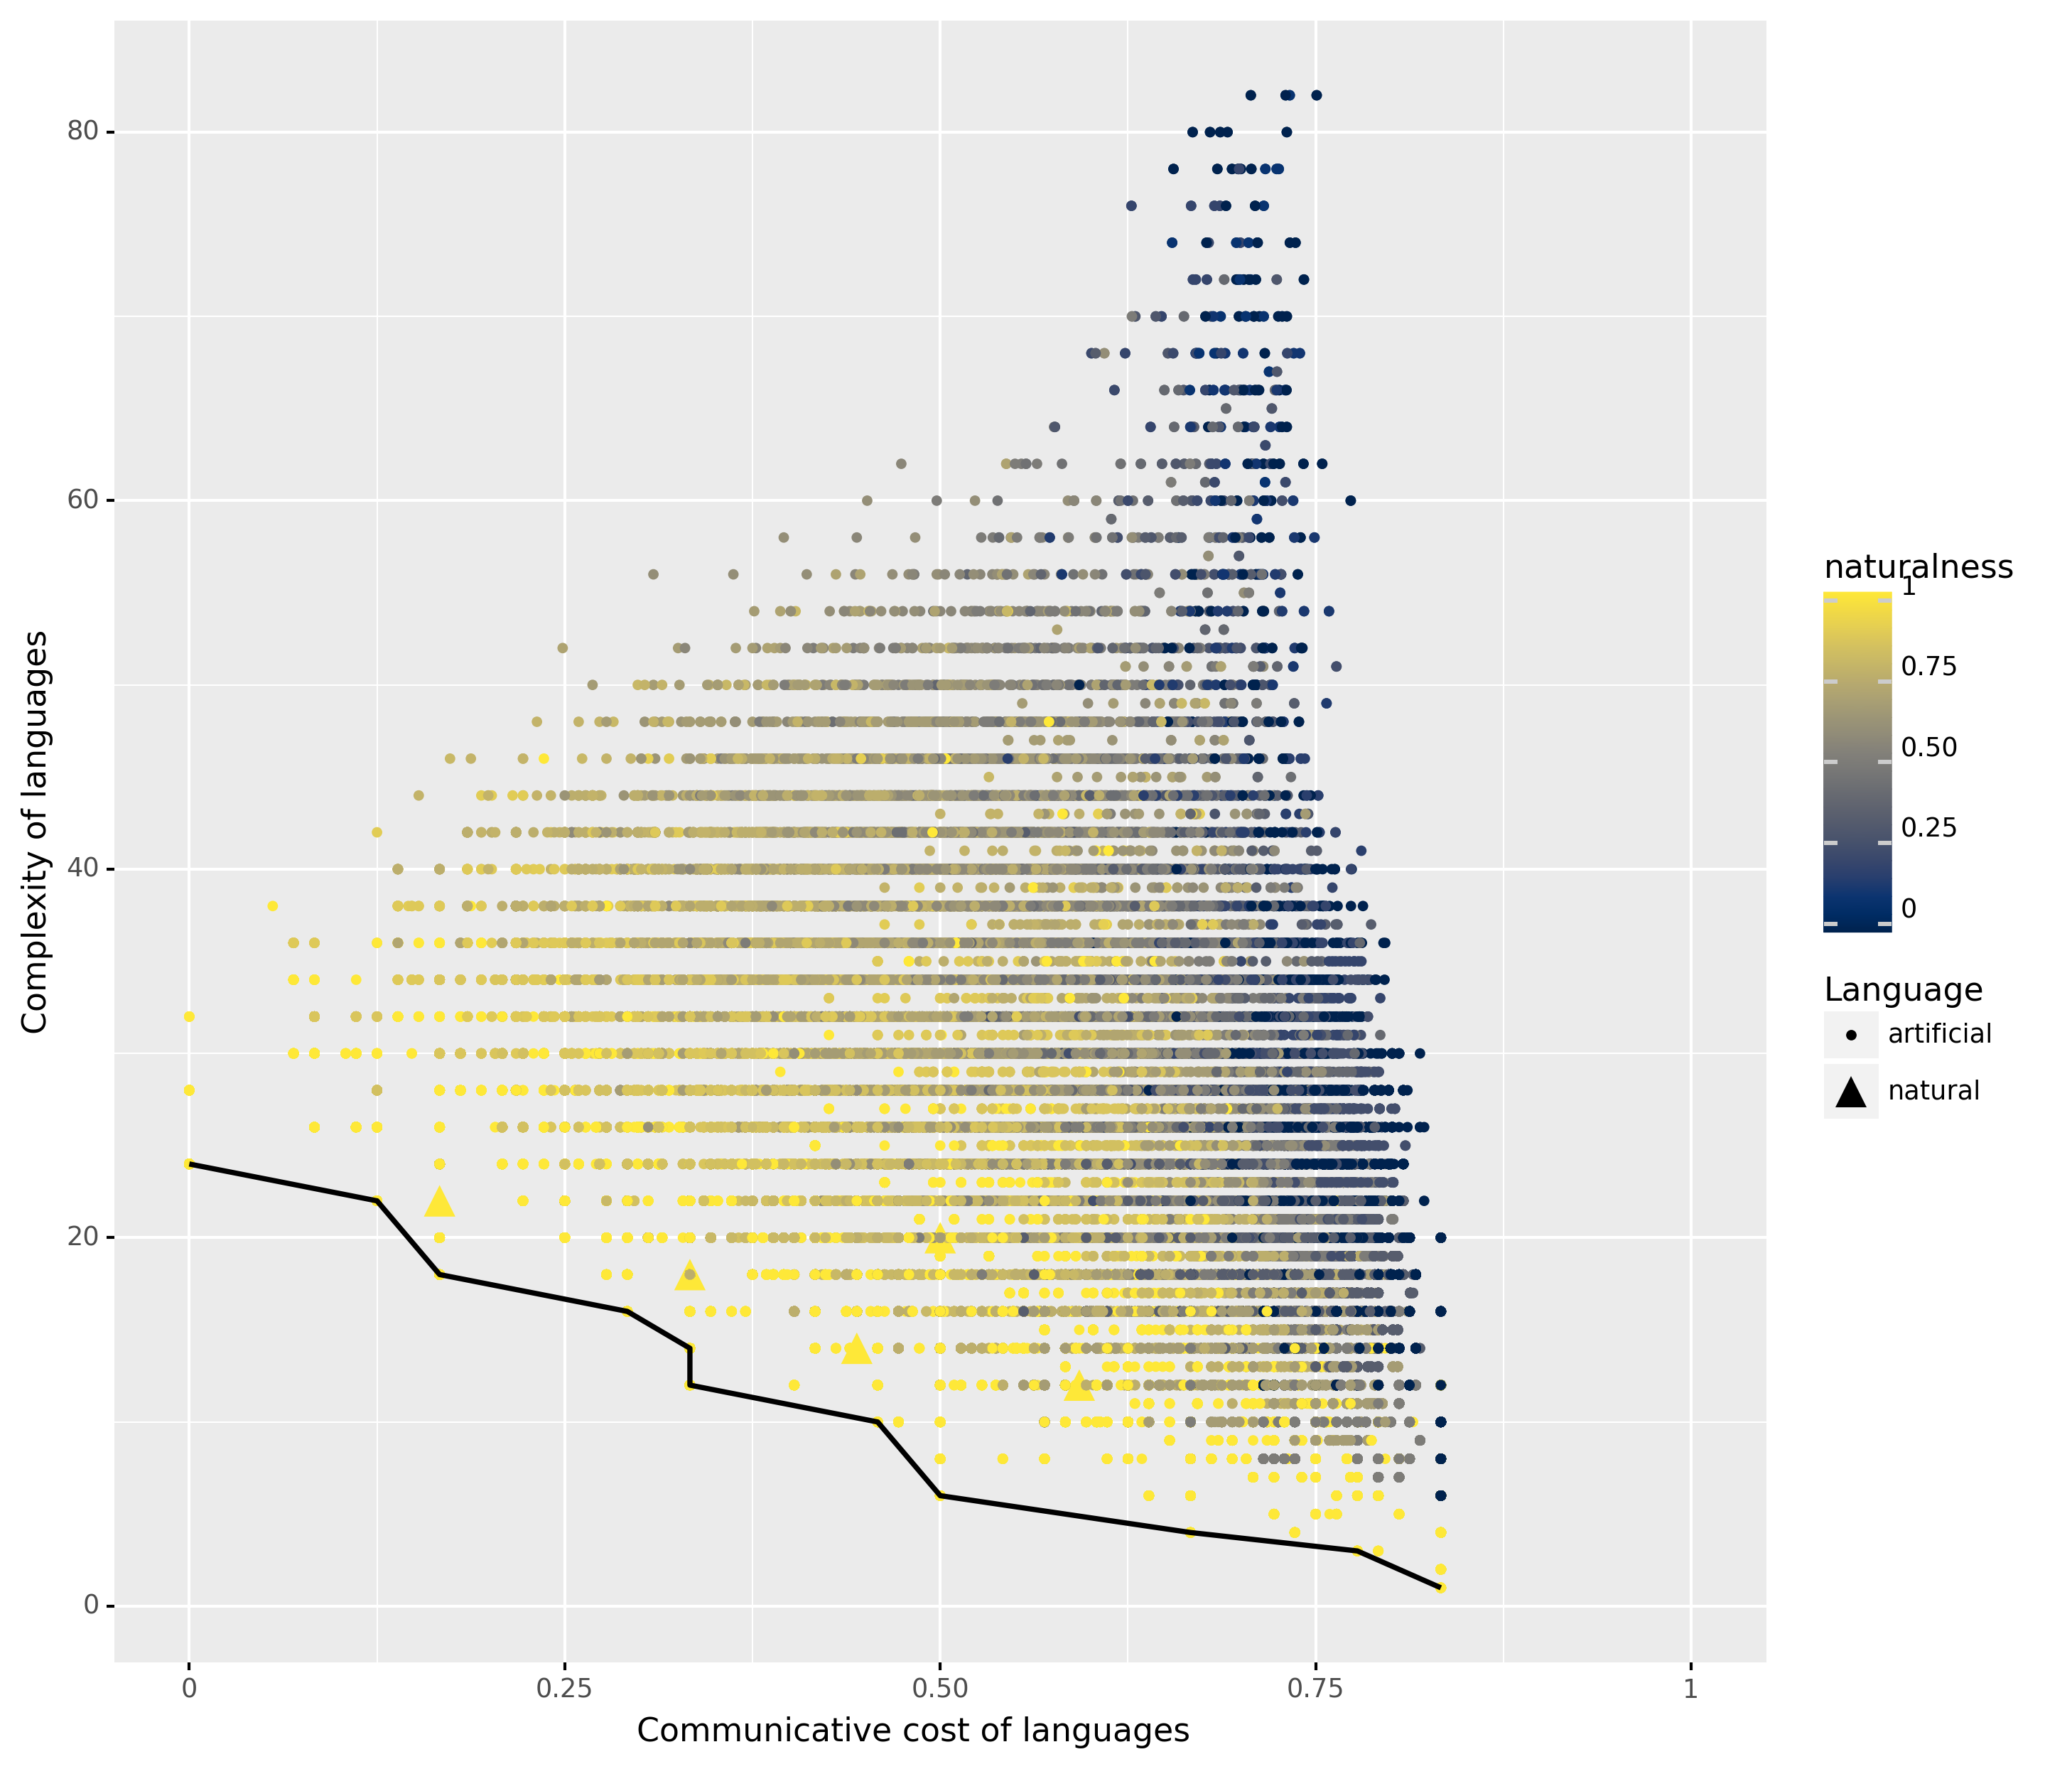 80
60
40
20
0
0
0.25
0.50
0.75
1
Communicative cost of languages
Complexity of languages
naturalness
1
0.75
0.50
0.25
0
Language
artificial
natural